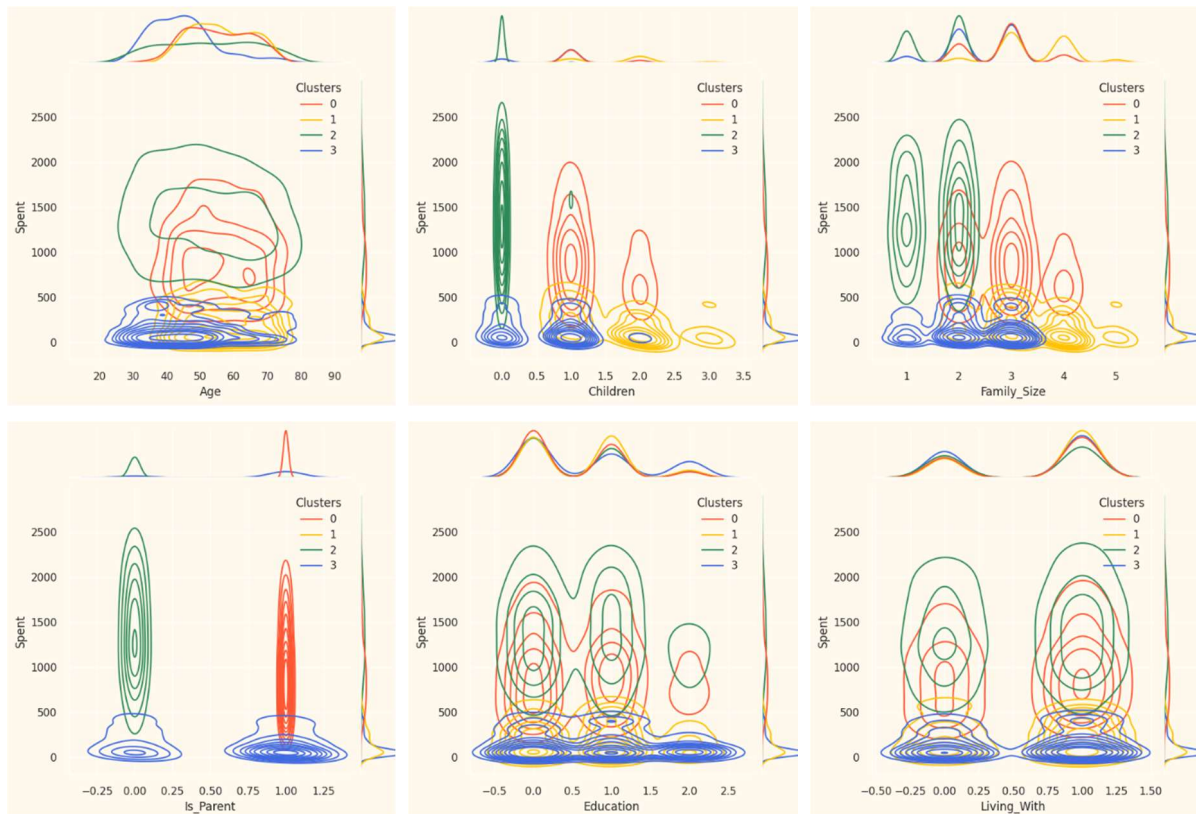 Clusters
0
1
2
3
2500
2000
1500
1000
500
0
Spent
20 30 40 50 60 70 80 90
Age
Clusters
0
1
2
3
2500
2000
1500
1000
500
0
Spent
0.0 0.5 1.0 1.5 2.0 2.5 3.0 3.5
Children
Clusters
0
1
2
3
2500
2000
1500
1000
500
0
Spent
1 2 3 4 5
Family_Size
Clusters
0
1
2
3
2500
2000
1500
1000
500
0
Spent
−0.25 0.00 0.25 0.50 0.75 1.00 1.25
Is_Parent
Clusters
0
1
2
3
2500
2000
1500
1000
500
0
Spent
−0.5 0.0 0.5 1.0 1.5 2.0 2.5
Education
Clusters
0
1
2
3
2500
2000
1500
1000
500
0
Spent
−0.50 −0.25 0.00 0.25 0.50 0.75 1.00 1.25 1.50
Living_With